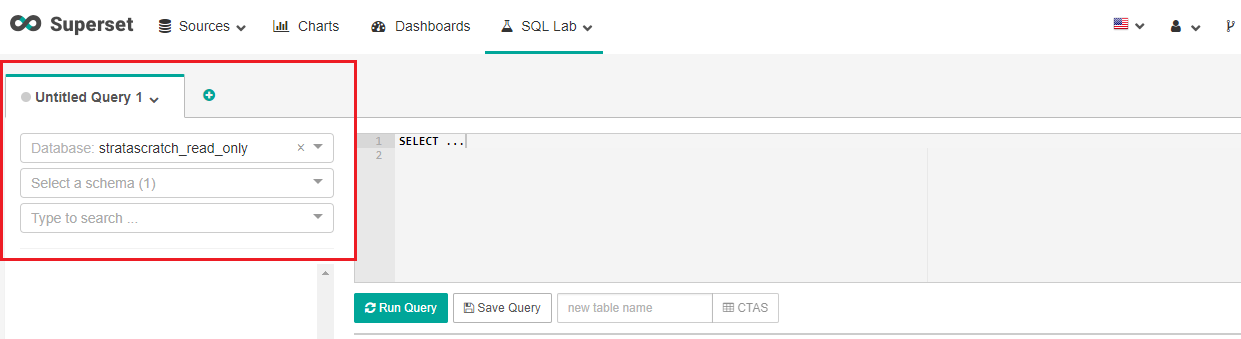 Superset Sources Charts Dashboards SQL Lab
Untitled Query 1
Database: stratascratch_read_only ×
Select a schema (1)
Type to search ...
1 SELECT ...
2
Run Query Save Query new table name CTAS